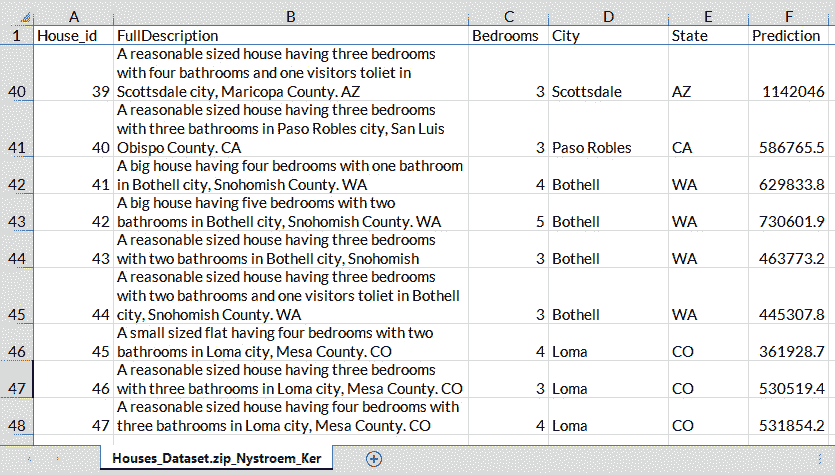 A B C D E F
1 House_id FullDescription Bedrooms City State Prediction
A reasonable sized house having three bedrooms
with four bathrooms and one visitors toliet in
40 39 Scottsdale city, Maricopa County. AZ 3 Scottsdale AZ 1142046
A reasonable sized house having three bedrooms
with three bathrooms in Paso Robles city, San Luis
41 40 Obispo County. CA 3 Paso Robles CA 586765.5
A big house having four bedrooms with one bathroom
42 41 in Bothell city, Snohomish County. WA 4 Bothell WA 629833.8
A big house having five bedrooms with two
43 42 bathrooms in Bothell city, Snohomish County. WA 5 Bothell WA 730601.9
A reasonable sized house having three bedrooms
44 43 with two bathrooms in Bothell city, Snohomish 3 Bothell WA 463773.2
A reasonable sized house having three bedrooms
with two bathrooms and one visitors toliet in Bothell
45 44 city, Snohomish County. WA 3 Bothell WA 445307.8
A small sized flat having four bedrooms with two
46 45 bathrooms in Loma city, Mesa County. CO 4 Loma CO 361928.7
A reasonable sized house having three bedrooms
47 46 with three bathrooms in Loma city, Mesa County. CO 3 Loma CO 530519.4
A reasonable sized house having four bedrooms with
48 47 three bathrooms in Loma city, Mesa County. CO 4 Loma CO 531854.2
Houses_Dataset.zip_Nystroem_Ker